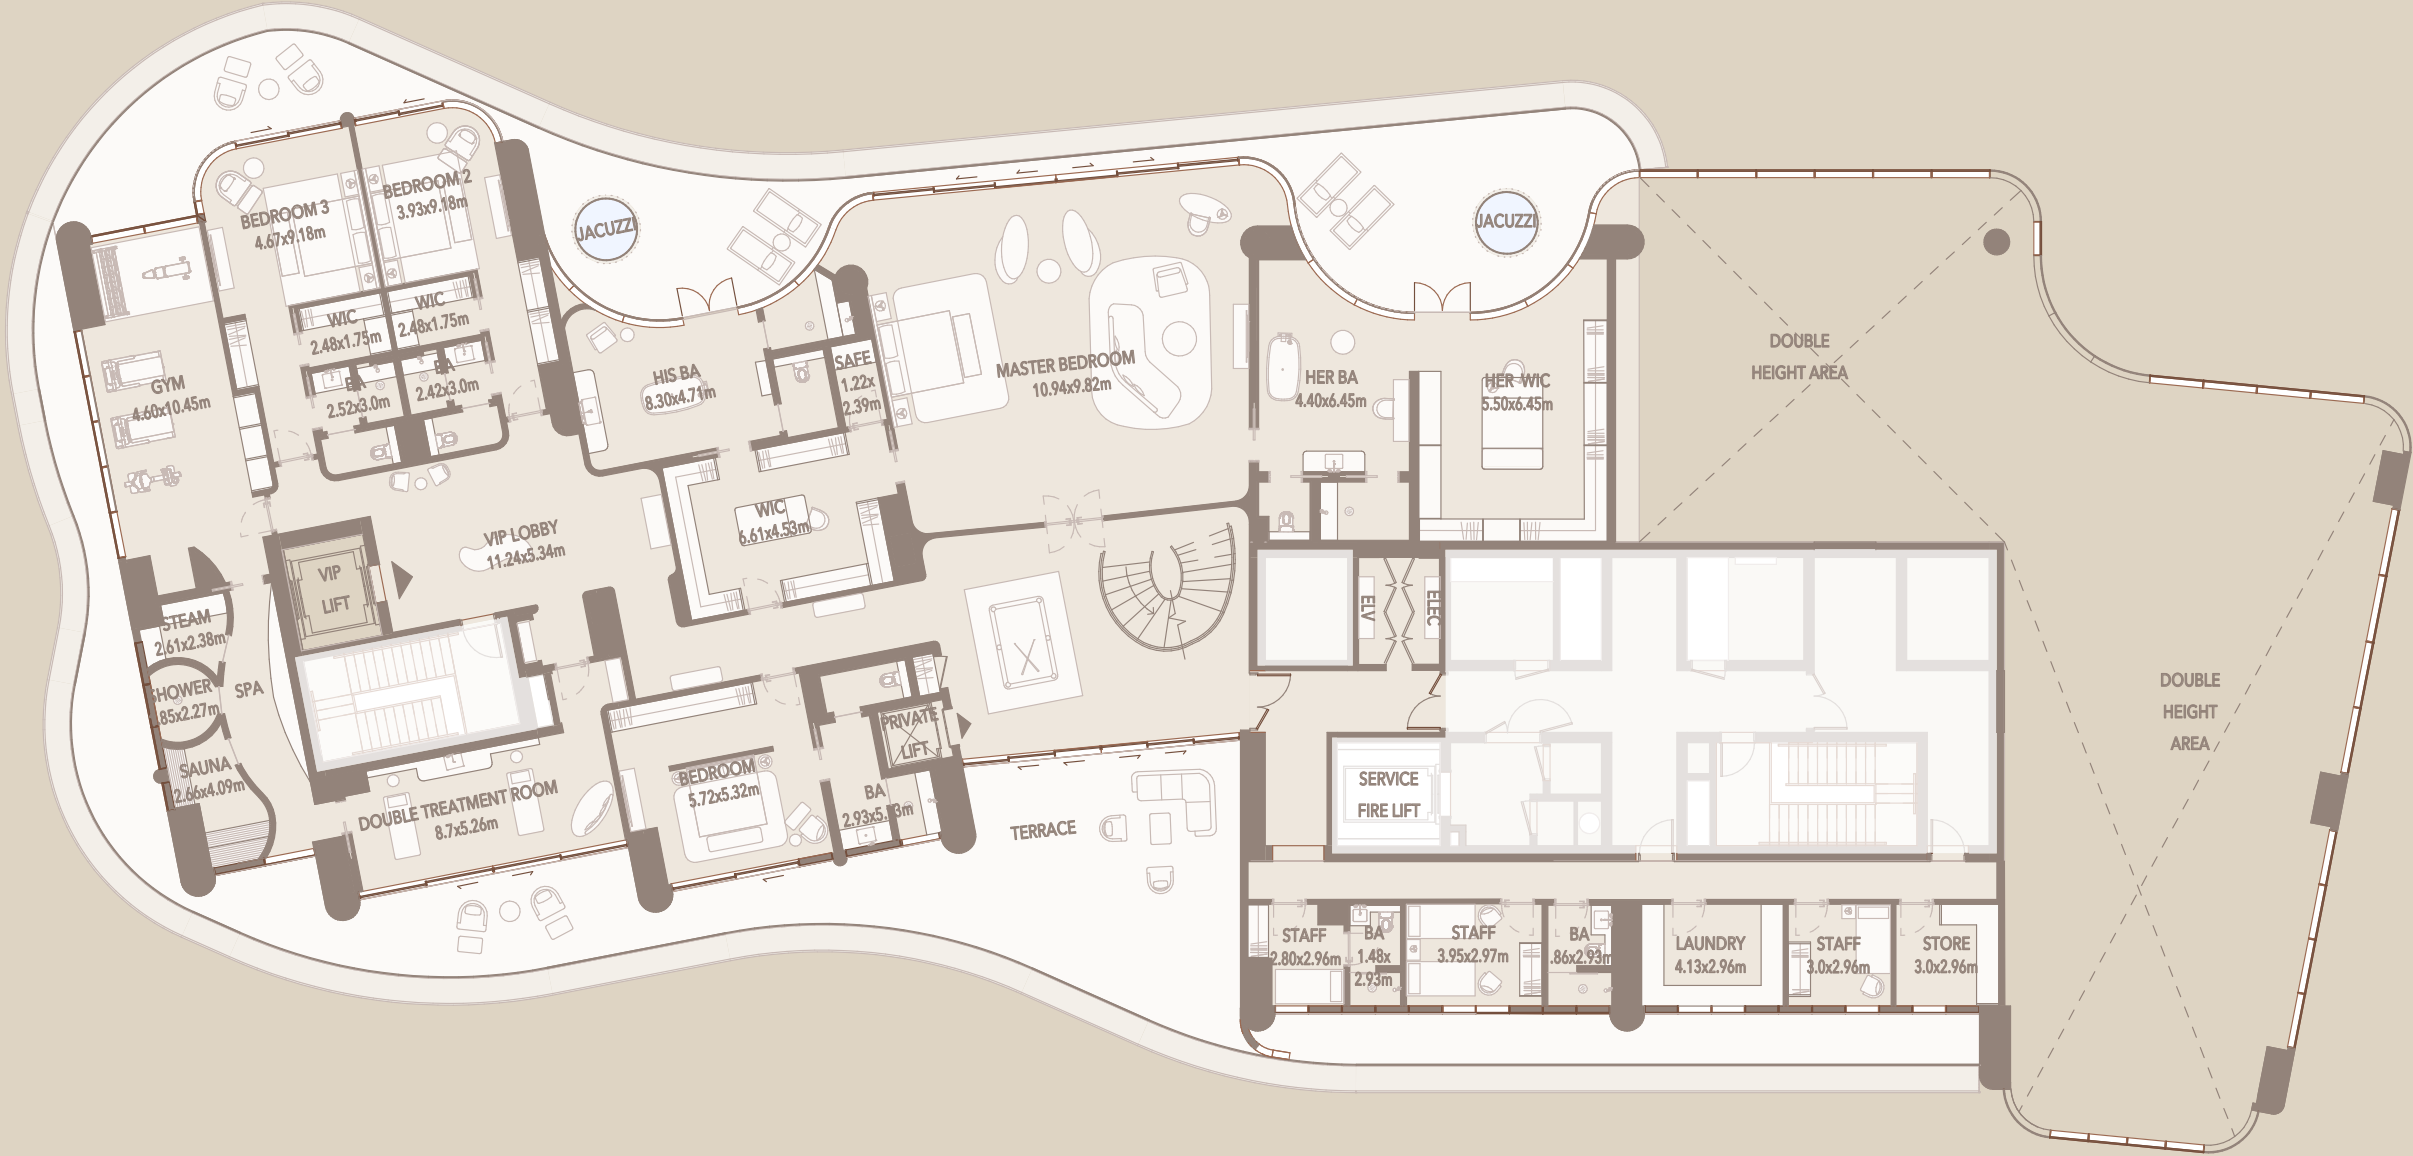 BEDROOM 2
3.93x9.18m
BEDROOM 3
4.67x9.18m
JACUZZI
JACUZZI
WIC
2.48x1.75m
WIC
2.48x1.75m
GYM
4.60x10.45m
BA
2.52x3.0m
BA
2.42x3.0m
HIS BA
8.30x4.71m
SAFE
1.22x
2.39m
MASTER BEDROOM
10.94x9.82m
HER BA
4.40x6.45m
HER WIC
5.50x6.45m
DOUBLE
HEIGHT AREA
WIC
6.61x4.53m
VIP LOBBY
11.24x5.34m
VIP
LIFT
STEAM
2.61x2.38m
SHOWER
.85x2.27m
SPA
SAUNA
2.66x4.09m
DOUBLE TREATMENT ROOM
8.7x5.26m
BEDROOM
5.72x5.32m
PRIVATE
LIFT
BA
TERRACE
ELV
ELEC
SERVICE
FIRE LIFT
DOUBLE
HEIGHT
AREA
STAFF
2.80x2.96m
BA
1.48x
2.93m
STAFF
3.95x2.97m
BA
.86x2.93m
LAUNDRY
4.13x2.96m
STAFF
3.0x2.96m
STORE
3.0x2.96m